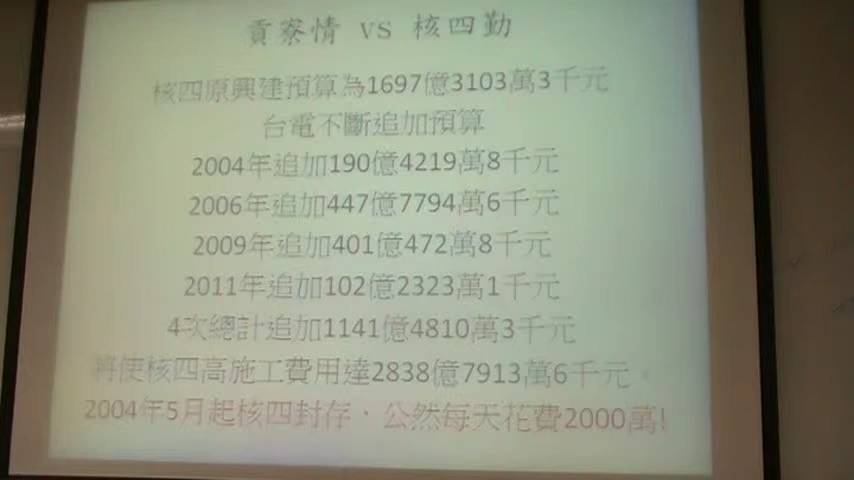 貢寮情 vs 核四勤
核四原興建預算為1697億3103萬3千元
台電不斷追加預算
2004年追加190億4219萬8千元
2006年追加447億7794萬6千元
2009年追加401億472萬8千元
2011年追加102億2323萬1千元
4次總計追加1141億4810萬3千元
將使核四高施工費用達2838億7913萬6千元。
2004年5月起核四封存，公然每天花費2000萬!